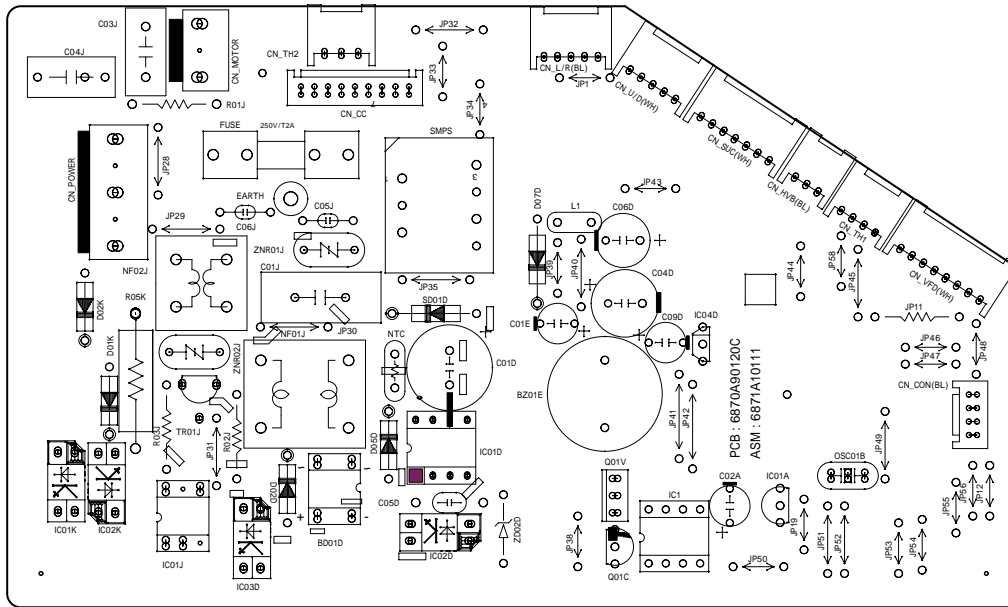 C03J
JP32
C04J
CN_MOTOR
CN_TH2
CN_L/R(BL)
JP1
JP33
CN_U/D(WH)
R01J
CN_CC
7
JP34
4
CN_SUC(WH)
FUSE
250V/T2A
SMPS
1
3
CN_POWER
JP28
JP43
CN_HVB(BL)
EARTH
C05J
C06J
D07D
L1
C06D
CN_TH1
JP29
ZNR01J
JP39
JP40
JP44
JP58
JP45
CN_VFD(WH)
NF02J
C01J
JP35
C04D
D02K
R05K
SD01D
JP11
C01E
C09D
IC04D
NF01J
JP30
NTC
JP46
JP48
D01K
ZNR02J
C01D
JP47
CN_CON(BL)
BZ01E
PCB : 6870A90120C
ASM : 6871A10111
JP41
JP42
R03J
TR01J
JP31
R02J
D05D
IC01D
JP49
OSC01B
D02D
~
~
+
-
Q01V
IC1
C02A
IC01A
JP56
JP12
JP55
C05D
ZD02D
IC01K
IC02K
BD01D
IC02D
JP38
JP19
JP51
JP52
JP53
JP54
IC01J
IC03D
Q01C
JP50